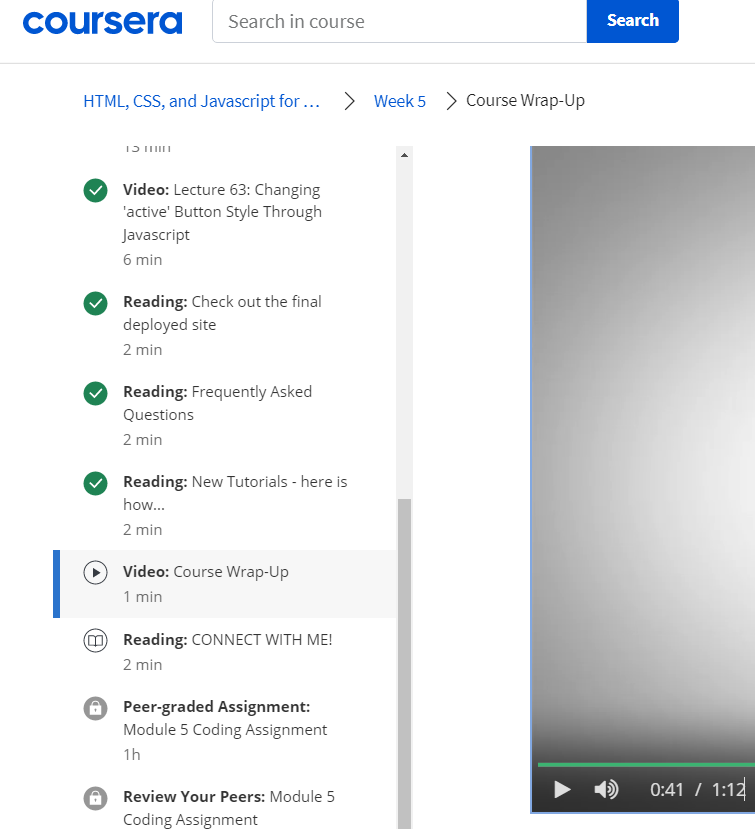 coursera
Search in course
Search
HTML, CSS, and Javascript for ...
Week 5
Course Wrap-Up
13 min
Video: Lecture 63: Changing
'active' Button Style Through
Javascript
6 min
Reading: Check out the final
deployed site
2 min
Reading: Frequently Asked
Questions
2 min
Reading: New Tutorials - here is
how...
2 min
Video: Course Wrap-Up
1 min
Reading: CONNECT WITH ME!
2 min
Peer-graded Assignment:
Module 5 Coding Assignment
1h
Review Your Peers: Module 5
Coding Assignment
0:41 / 1:12